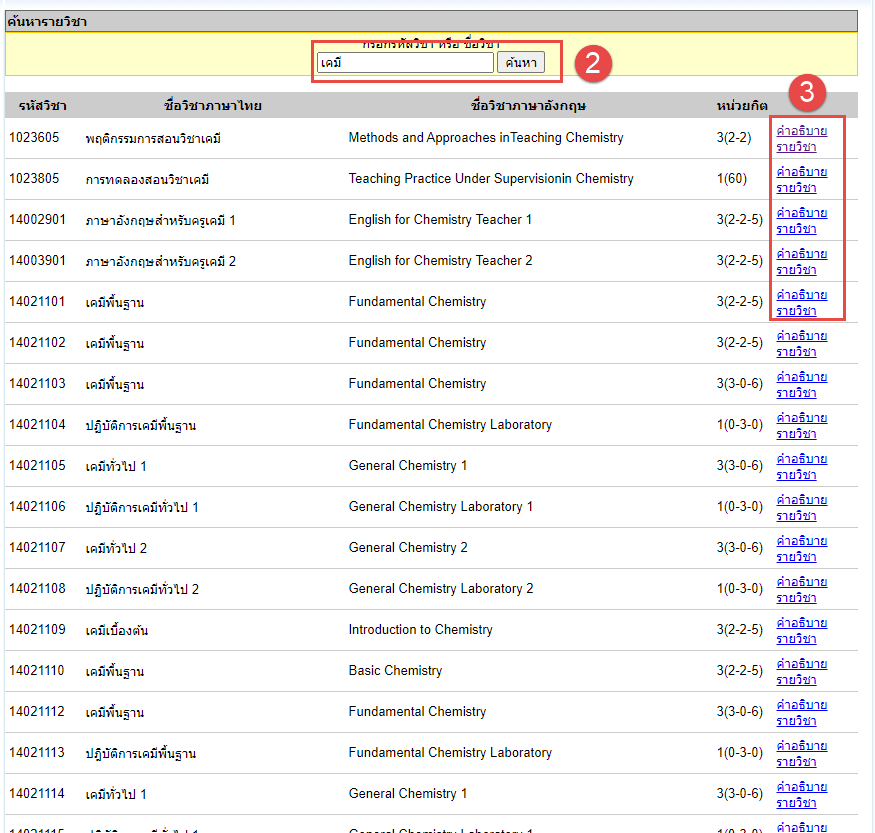 ค้นหารายวิชา
กรอกรหัสวิชา หรือ ชื่อวิชา
เคมี ค้นหา 2
3
รหัสวิชา ชื่อวิชาภาษาไทย ชื่อวิชาภาษาอังกฤษ หน่วยกิต
1023605 พฤติกรรมการสอนวิชาเคมี Methods and Approaches inTeaching Chemistry 3(2-2) คำอธิบาย
รายวิชา
1023805 การทดลองสอนวิชาเคมี Teaching Practice Under Supervisionin Chemistry 1(60) คำอธิบาย
รายวิชา
14002901 ภาษาอังกฤษสำหรับครูเคมี 1 English for Chemistry Teacher 1 3(2-2-5) คำอธิบาย
รายวิชา
14003901 ภาษาอังกฤษสำหรับครูเคมี 2 English for Chemistry Teacher 2 3(2-2-5) คำอธิบาย
รายวิชา
14021101 เคมีพื้นฐาน Fundamental Chemistry 3(2-2-5) คำอธิบาย
รายวิชา
14021102 เคมีพื้นฐาน Fundamental Chemistry 3(2-2-5) คำอธิบาย
รายวิชา
14021103 เคมีพื้นฐาน Fundamental Chemistry 3(3-0-6) คำอธิบาย
รายวิชา
14021104 ปฏิบัติการเคมีพื้นฐาน Fundamental Chemistry Laboratory 1(0-3-0) คำอธิบาย
รายวิชา
14021105 เคมีทั่วไป 1 General Chemistry 1 3(3-0-6) คำอธิบาย
รายวิชา
14021106 ปฏิบัติการเคมีทั่วไป 1 General Chemistry Laboratory 1 1(0-3-0) คำอธิบาย
รายวิชา
14021107 เคมีทั่วไป 2 General Chemistry 2 3(3-0-6) คำอธิบาย
รายวิชา
14021108 ปฏิบัติการเคมีทั่วไป 2 General Chemistry Laboratory 2 1(0-3-0) คำอธิบาย
รายวิชา
14021109 เคมีเบื้องต้น Introduction to Chemistry 3(2-2-5) คำอธิบาย
รายวิชา
14021110 เคมีพื้นฐาน Basic Chemistry 3(2-2-5) คำอธิบาย
รายวิชา
14021112 เคมีพื้นฐาน Fundamental Chemistry 3(3-0-6) คำอธิบาย
รายวิชา
14021113 ปฏิบัติการเคมีพื้นฐาน Fundamental Chemistry Laboratory 1(0-3-0) คำอธิบาย
รายวิชา
14021114 เคมีทั่วไป 1 General Chemistry 1 3(3-0-6) คำอธิบาย
รายวิชา
14021115 ปฏิบัติการเคมีทั่วไป 1 General Chemistry Laboratory 1 1(0-3-0) คำอธิบาย